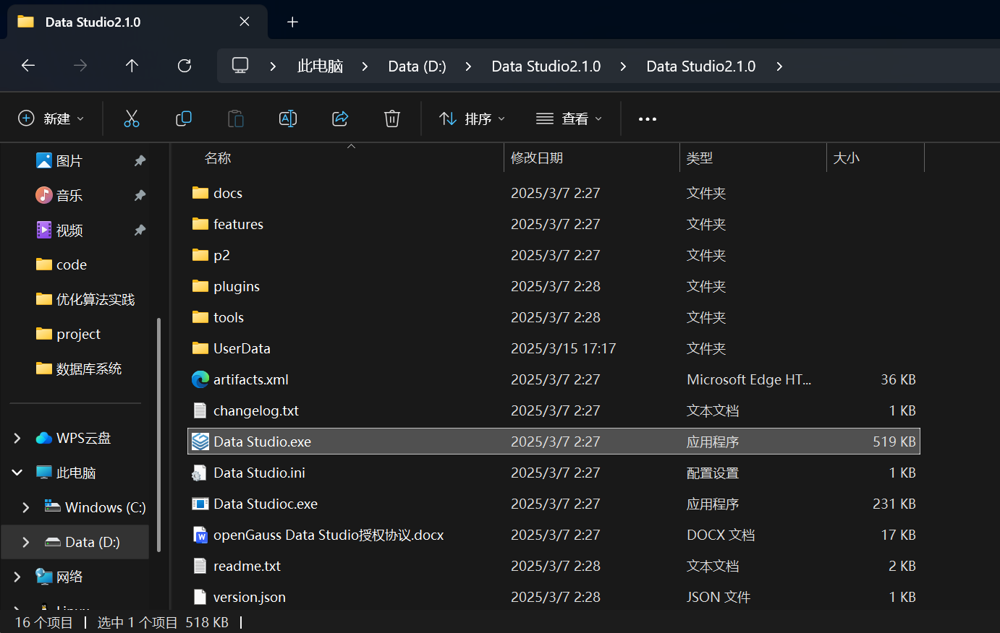 Data Studio2.1.0
此电脑 Data (D:) Data Studio2.1.0 Data Studio2.1.0
新建 排序 查看
图片
音乐
视频
code
优化算法实践
project
数据库系统
WPS云盘
此电脑
Windows (C:)
Data (D:)
网络
Linux
名称 修改日期 类型 大小
docs 2025/3/7 2:27 文件夹
features 2025/3/7 2:27 文件夹
p2 2025/3/7 2:27 文件夹
plugins 2025/3/7 2:28 文件夹
tools 2025/3/7 2:28 文件夹
UserData 2025/3/15 17:17 文件夹
artifacts.xml 2025/3/7 2:27 Microsoft Edge HT... 36 KB
changelog.txt 2025/3/7 2:27 文本文档 1 KB
Data Studio.exe 2025/3/7 2:27 应用程序 519 KB
Data Studio.ini 2025/3/7 2:27 配置设置 1 KB
Data Studioc.exe 2025/3/7 2:27 应用程序 231 KB
openGauss Data Studio授权协议.docx 2025/3/7 2:27 DOCX 文档 17 KB
readme.txt 2025/3/7 2:28 文本文档 2 KB
version.json 2025/3/7 2:28 JSON 文件 1 KB
16 个项目 选中 1 个项目 518 KB